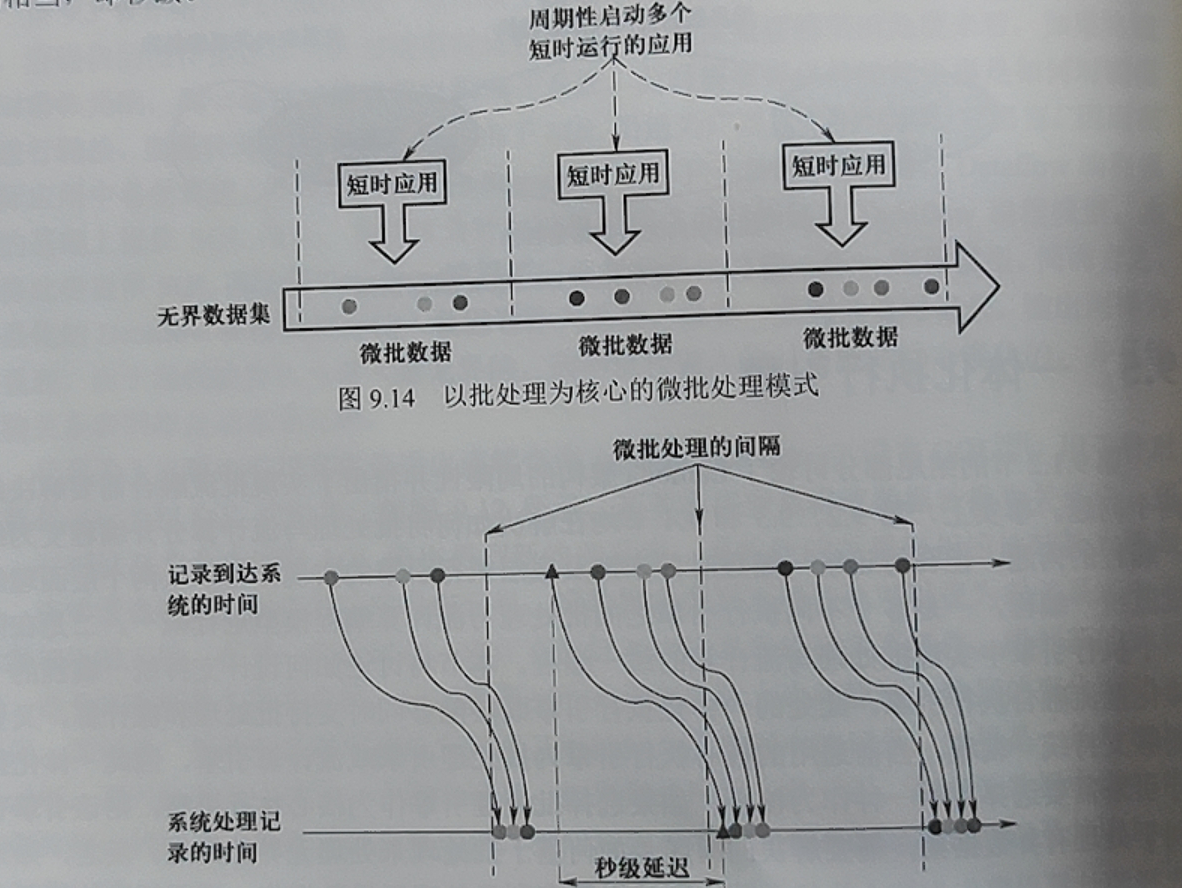 周期性启动多个
短时运行的应用
短时应用
短时应用
短时应用
无界数据集
微批数据
微批数据
微批数据
图 9.14 以批处理为核心的微批处理模式
微批处理的间隔
记录到达系
统的时间
系统处理记
录的时间
秒级延迟